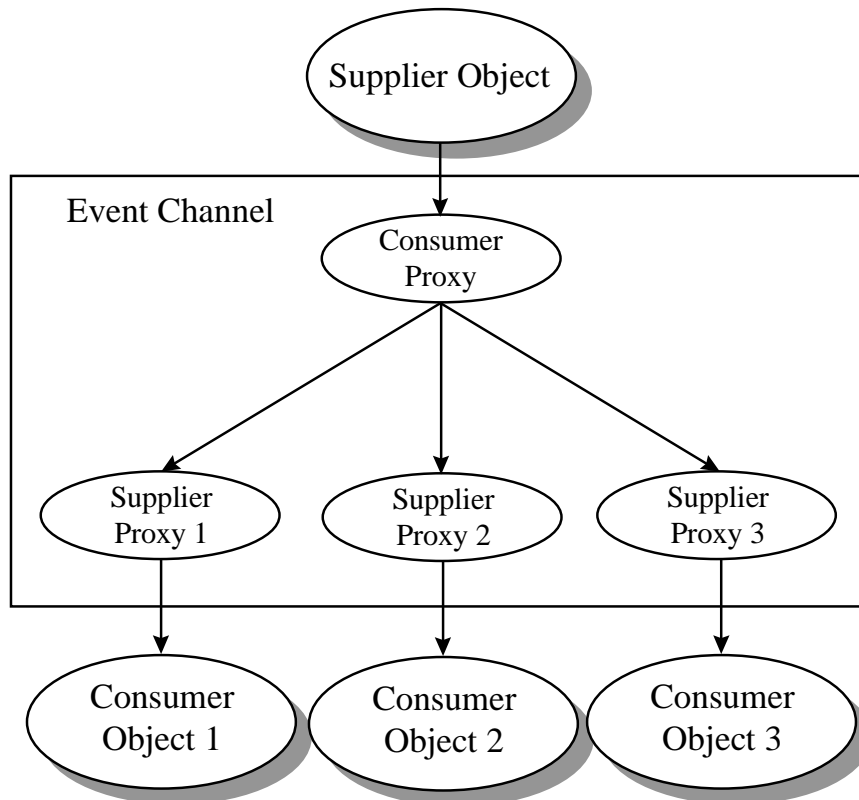 Supplier Object
Event Channel
Consumer
Proxy
Supplier
Proxy 1
Supplier
Proxy 2
Supplier
Proxy 3
Consumer
Object 1
Consumer
Object 2
Consumer
Object 3